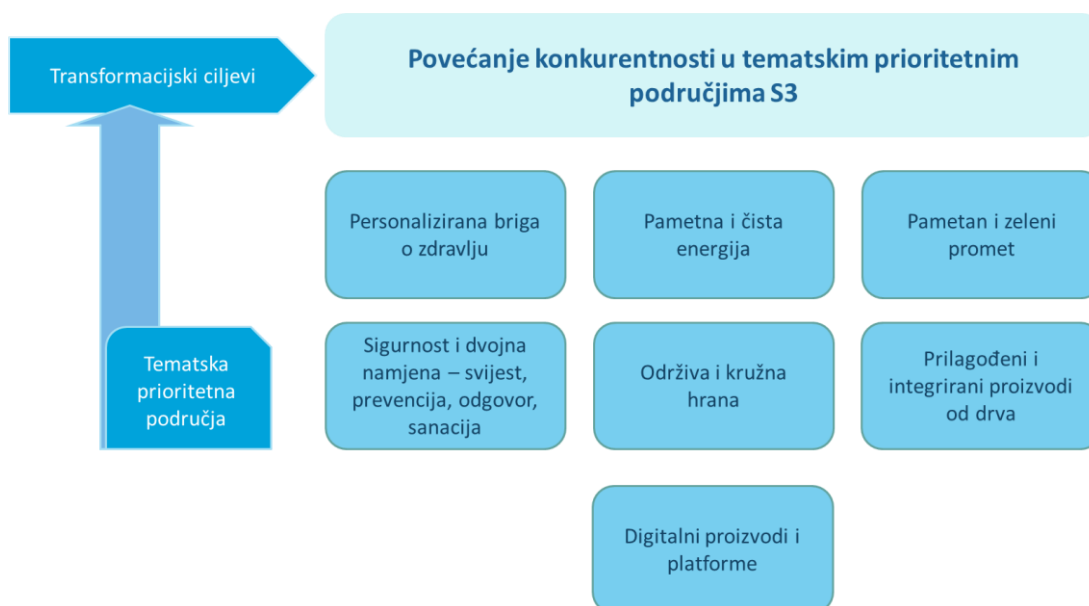 Transformacijski ciljevi
Povećanje konkurentnosti u tematskim prioritetnim
područjima S3
Personalizirana briga
o zdravlju
Pametna i čista
energija
Pametan i zeleni
promet
Tematska
prioritetna
područja
Sigurnost i dvojna
namjena – svijest,
prevencija, odgovor,
sanacija
Održiva i kružna
hrana
Prilagođeni i
integrirani proizvodi
od drva
Digitalni proizvodi i
platforme